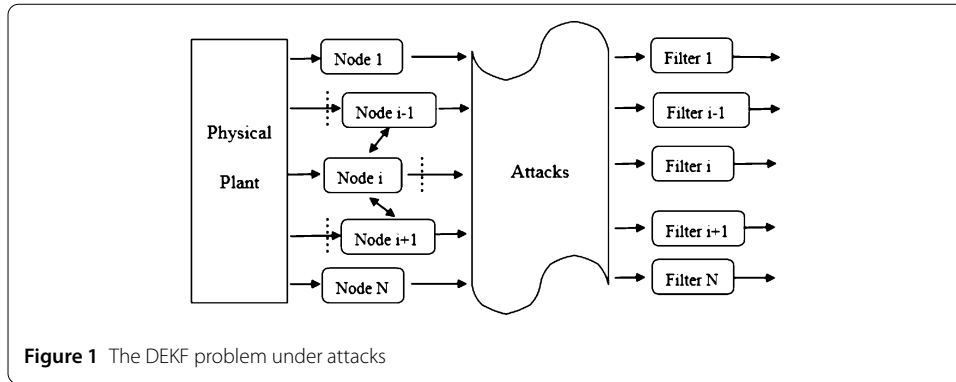 Physical
Plant
Node 1
Node i-1
Node i
Node i+1
Node N
Attacks
Filter 1
Filter i-1
Filter i
Filter i+1
Filter N
Figure 1 The DEKF problem under attacks